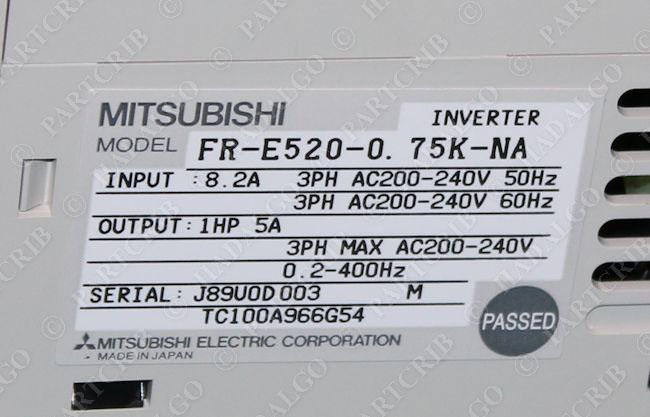 MITSUBISHI INVERTER
MODEL FR-E520-0. 75K-NA
INPUT :8.2A 3PH AC200-240V 50Hz
3PH AC200-240V 60Hz
OUTPUT:1HP 5A
3PH MAX AC200-240V
0.2-400Hz
SERIAL: J89U0D003 M
TC100A966G54
PASSED
MITSUBISHI ELECTRIC CORPORATION
MADE IN JAPAN
© PARTCRIB © HADALGO